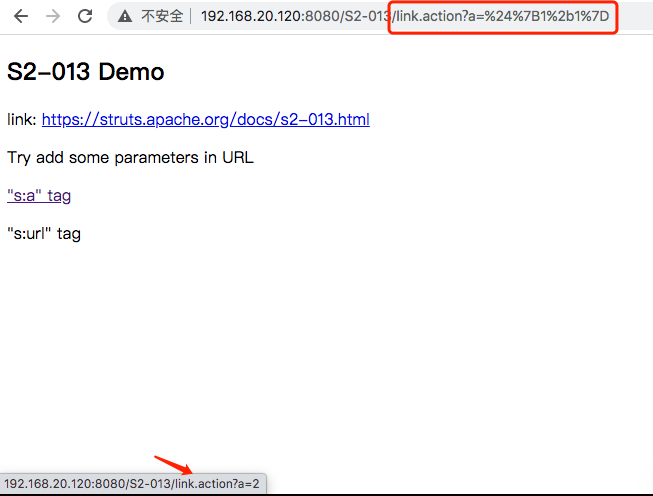 不安全 192.168.20.120:8080/S2-013/link.action?a=%24%7B1%2b1%7D
S2-013 Demo
link: https://struts.apache.org/docs/s2-013.html
Try add some parameters in URL
"s:a" tag
"s:url" tag
192.168.20.120:8080/S2-013/link.action?a=2